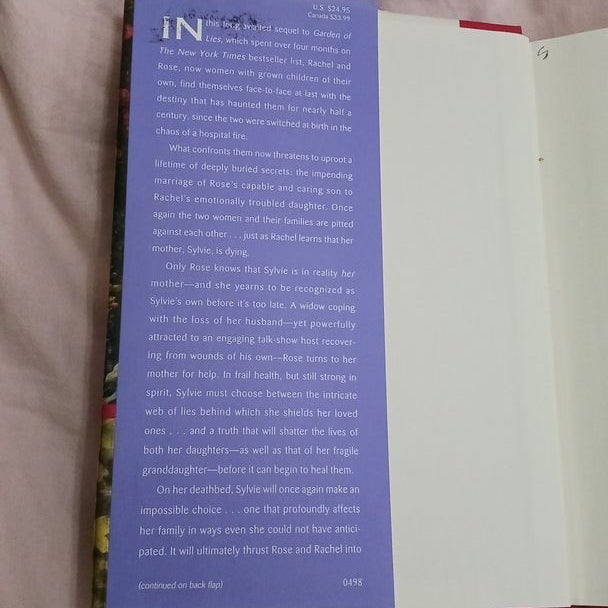 U.S. $24.95
Canada $33.99
IN this long-awaited sequel to Garden of
Lies, which spent over four months on
The New York Times bestseller list, Rachel and
Rose, now women with grown children of their
own, find themselves face-to-face at last with the
destiny that has haunted them for nearly half a
century, since the two were switched at birth in the
chaos of a hospital fire.
What confronts them now threatens to uproot a
lifetime of deeply buried secrets: the impending
marriage of Rose's capable and caring son to
Rachel's emotionally troubled daughter. Once
again the two women and their families are pitted
against each other . . . just as Rachel learns that her
mother, Sylvie, is dying.
Only Rose knows that Sylvie is in reality her
mother—and she yearns to be recognized as
Sylvie's own before it's too late. A widow coping
with the loss of her husband—yet powerfully
attracted to an engaging talk-show host recover-
ing from wounds of his own—Rose turns to her
mother for help. In frail health, but still strong in
spirit, Sylvie must choose between the intricate
web of lies behind which she shields her loved
ones . . . and a truth that will shatter the lives of
both her daughters—as well as that of her fragile
granddaughter—before it can begin to heal them.
On her deathbed, Sylvie will once again make an
impossible choice . . . one that profoundly affects
her family in ways even she could not have antici-
pated. It will ultimately thrust Rose and Rachel into
(continued on back flap)
0498